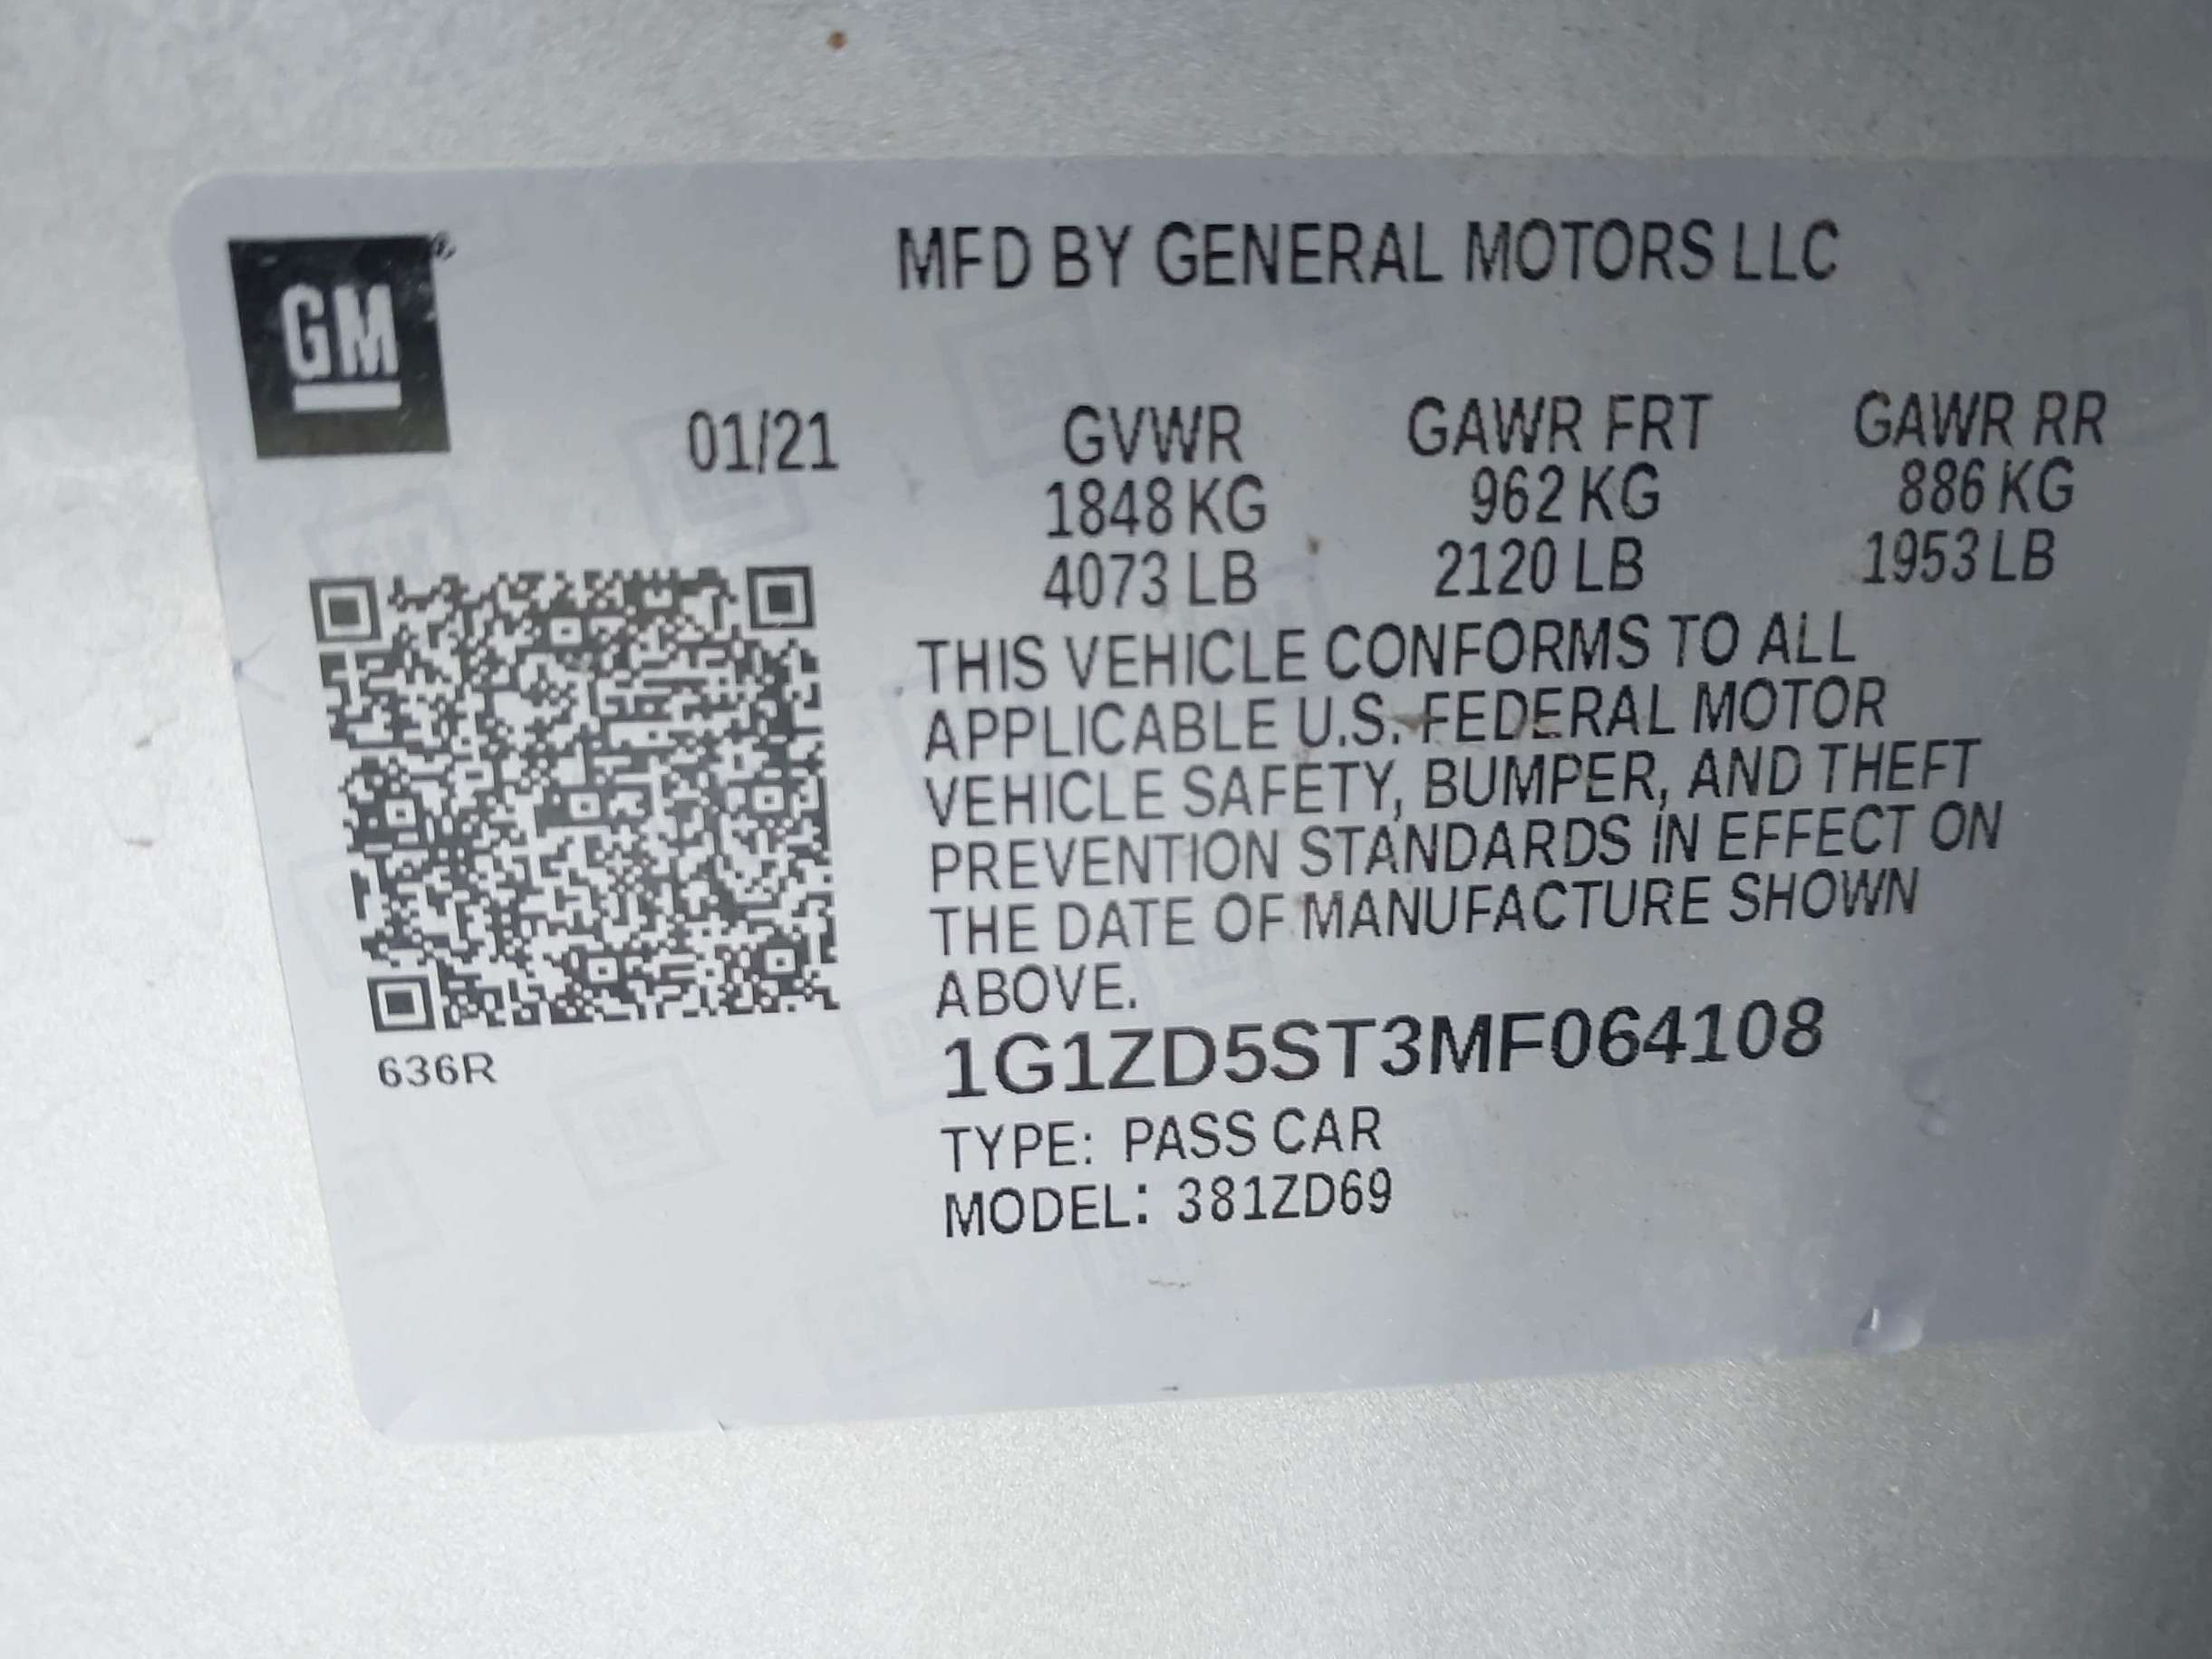 GM
MFD BY GENERAL MOTORS LLC
01/21
GVWR GAWR FRT GAWR RR
1848 KG 962 KG 886 KG
4073 LB 2120 LB 1953 LB
THIS VEHICLE CONFORMS TO ALL
APPLICABLE U.S. FEDERAL MOTOR
VEHICLE SAFETY, BUMPER, AND THEFT
PREVENTION STANDARDS IN EFFECT ON
THE DATE OF MANUFACTURE SHOWN
ABOVE.
636R
1G1ZD5ST3MF064108
TYPE: PASS CAR
MODEL: 381ZD69